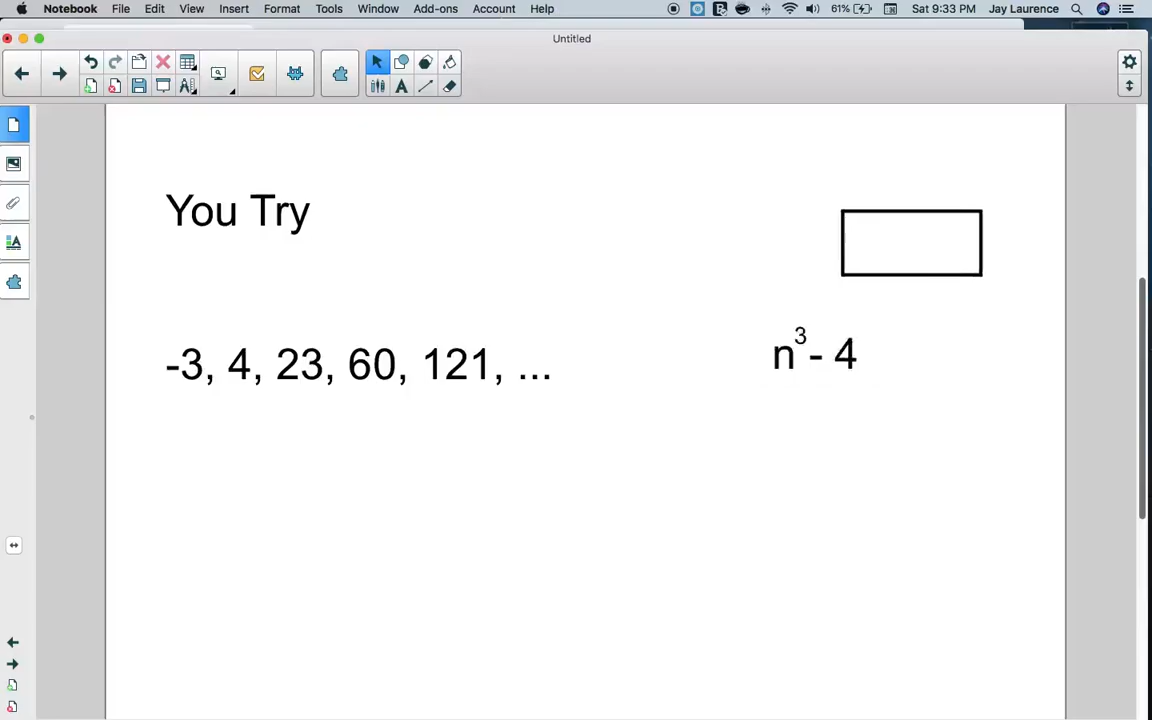 Notebook File Edit View Insert Format Tools Window Add-ons Account Help 61% Sat 9:33 PM Jay Laurence
Untitled
You Try
-3, 4, 23, 60, 121, ...
n³- 4